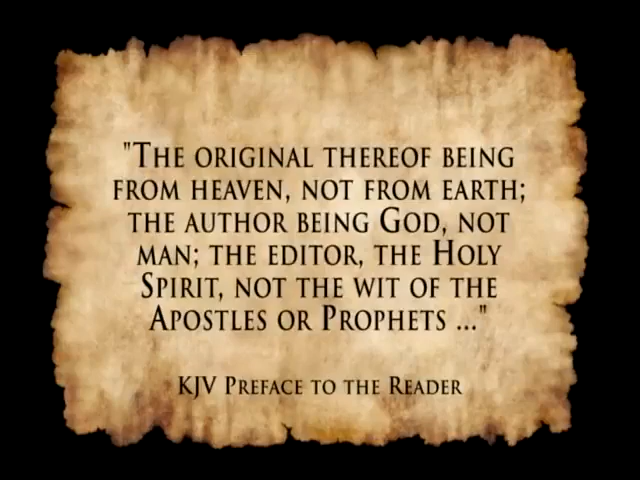 "The original thereof being
from heaven, not from earth;
the author being God, not
man; the editor, the Holy
Spirit, not the wit of the
Apostles or Prophets ..."
KJV Preface to the Reader